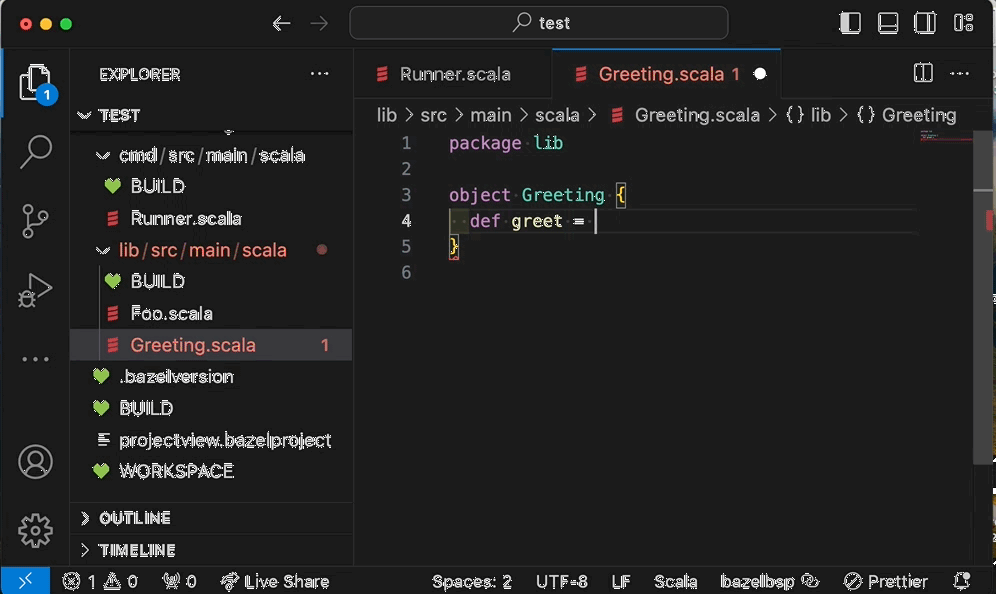 test
EXPLORER
TEST
cmd/src/main/scala
BUILD
Runner.scala
lib/src/main/scala
BUILD
Foo.scala
Greeting.scala 1
.bazelversion
BUILD
projectview.bazelproject
WORKSPACE
OUTLINE
TIMELINE
1
Runner.scala
Greeting.scala 1
lib > src > main > scala > Greeting.scala > {} lib > {} Greeting
1 package lib
2
3 object Greeting {
4 def greet =
5 }
6
1 0 0 Live Share Spaces: 2 UTF-8 LF Scala bazelbsp Prettier